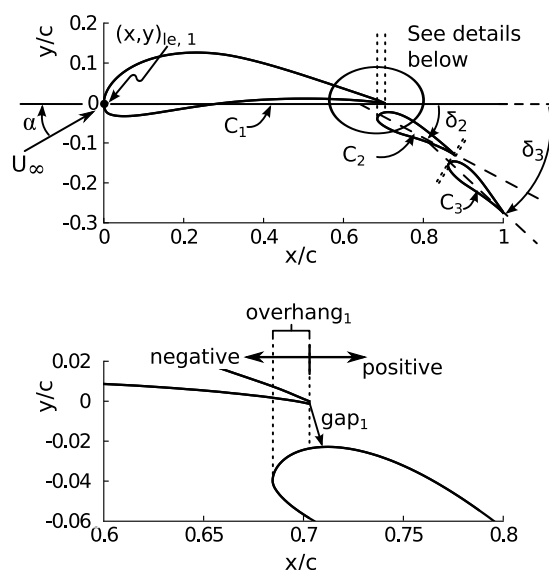 y/c
0.2
0.1
0
-0.1
-0.2
-0.3
(x,y)le, 1
See details
below
α
U∞
C1
C2
C3
δ2
δ3
0 0.2 0.4 0.6 0.8 1
x/c
overhang1
negative
positive
gap1
y/c
0.02
0
-0.02
-0.04
-0.06
0.6 0.65 0.7 0.75 0.8
x/c